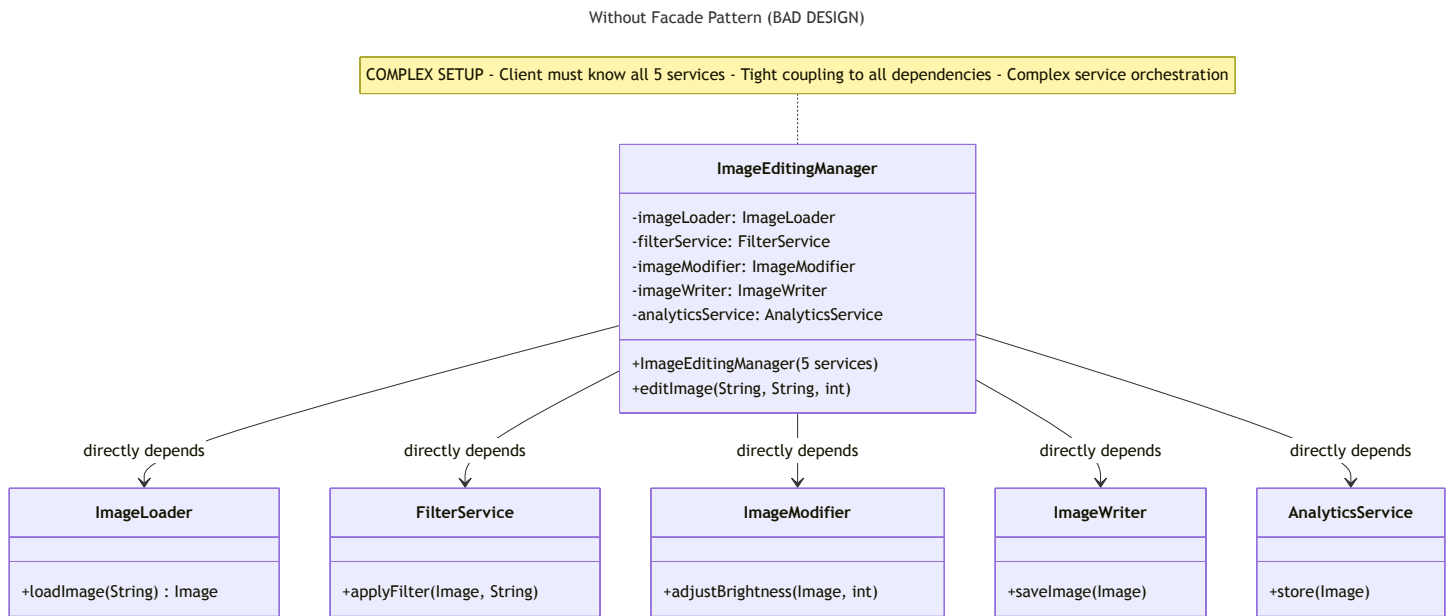 Without Facade Pattern (BAD DESIGN)
COMPLEX SETUP - Client must know all 5 services - Tight coupling to all dependencies - Complex service orchestration
ImageEditingManager
-imageLoader: ImageLoader
-filterService: FilterService
-imageModifier: ImageModifier
-imageWriter: ImageWriter
-analyticsService: AnalyticsService
+ImageEditingManager(5 services)
+editImage(String, String, int)
directly depends
directly depends
directly depends
directly depends
directly depends
ImageLoader
+loadImage(String) : Image
FilterService
+applyFilter(Image, String)
ImageModifier
+adjustBrightness(Image, int)
ImageWriter
+saveImage(Image)
AnalyticsService
+store(Image)